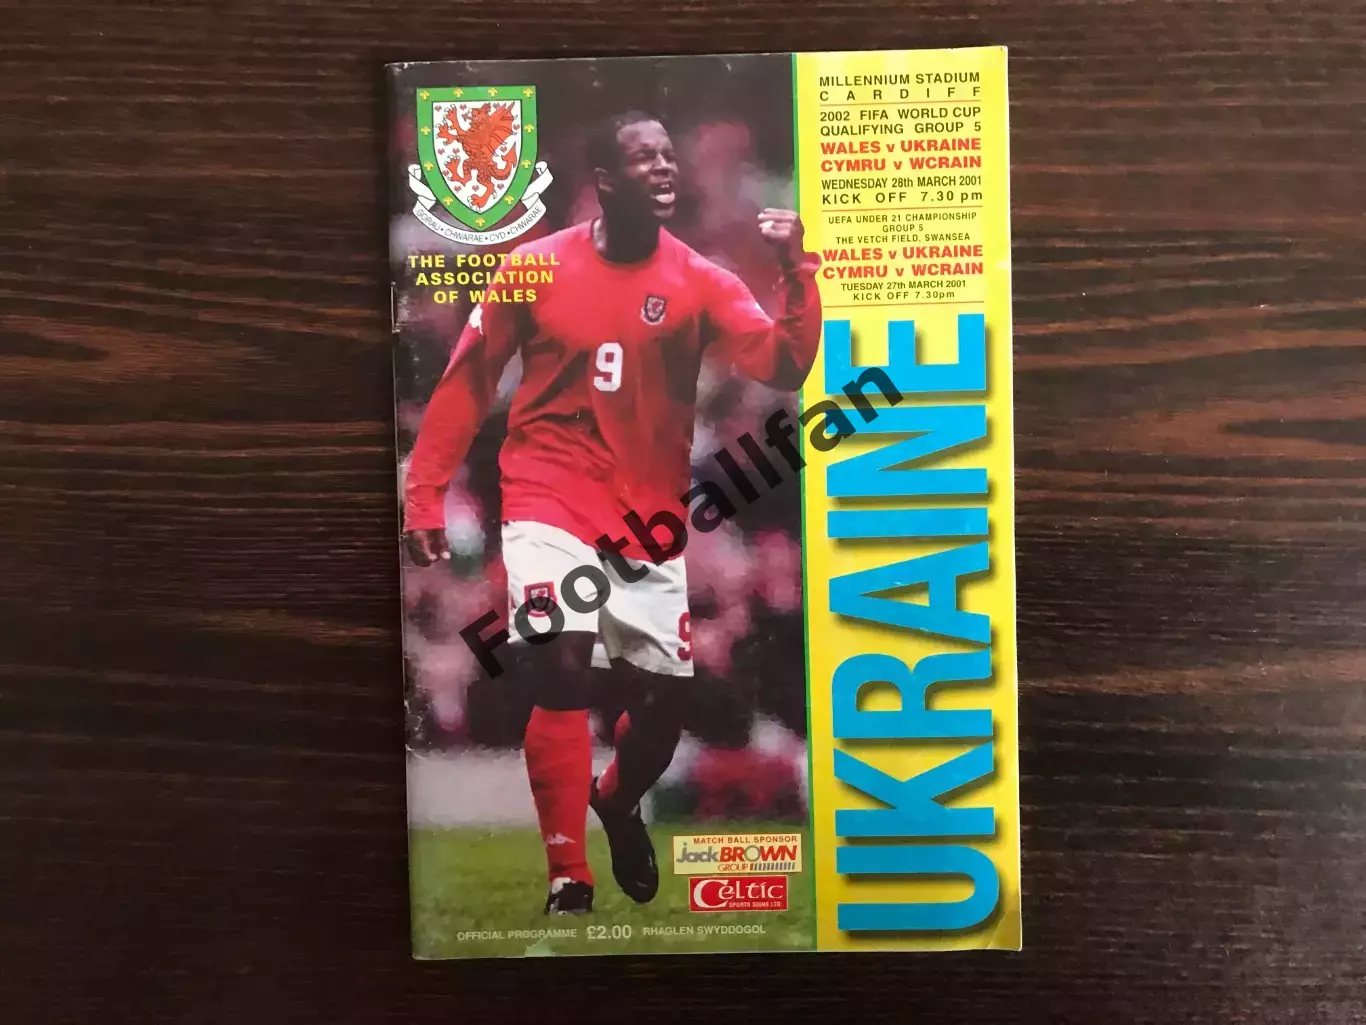 GORAU • CHWARAE • CYD • CHWARAE
THE FOOTBALL
ASSOCIATION
OF WALES
MILLENNIUM STADIUM
CARDIFF
2002 FIFA WORLD CUP
QUALIFYING GROUP 5
WALES v UKRAINE
CYMRU v WCRAIN
WEDNESDAY 28th MARCH 2001
KICK OFF 7.30 pm
UEFA UNDER 21 CHAMPIONSHIP
GROUP 5
THE VETCH FIELD, SWANSEA
WALES v UKRAINE
CYMRU v WCRAIN
TUESDAY 27th MARCH 2001
KICK OFF 7.30pm
UKRAINE
9
9
Footballfan
MATCH BALL SPONSOR
jackBROWN
GROUP
Celtic
SPORTS SIGNS LTD
OFFICIAL PROGRAMME £2.00 RHAGLEN SWYDDOGOL